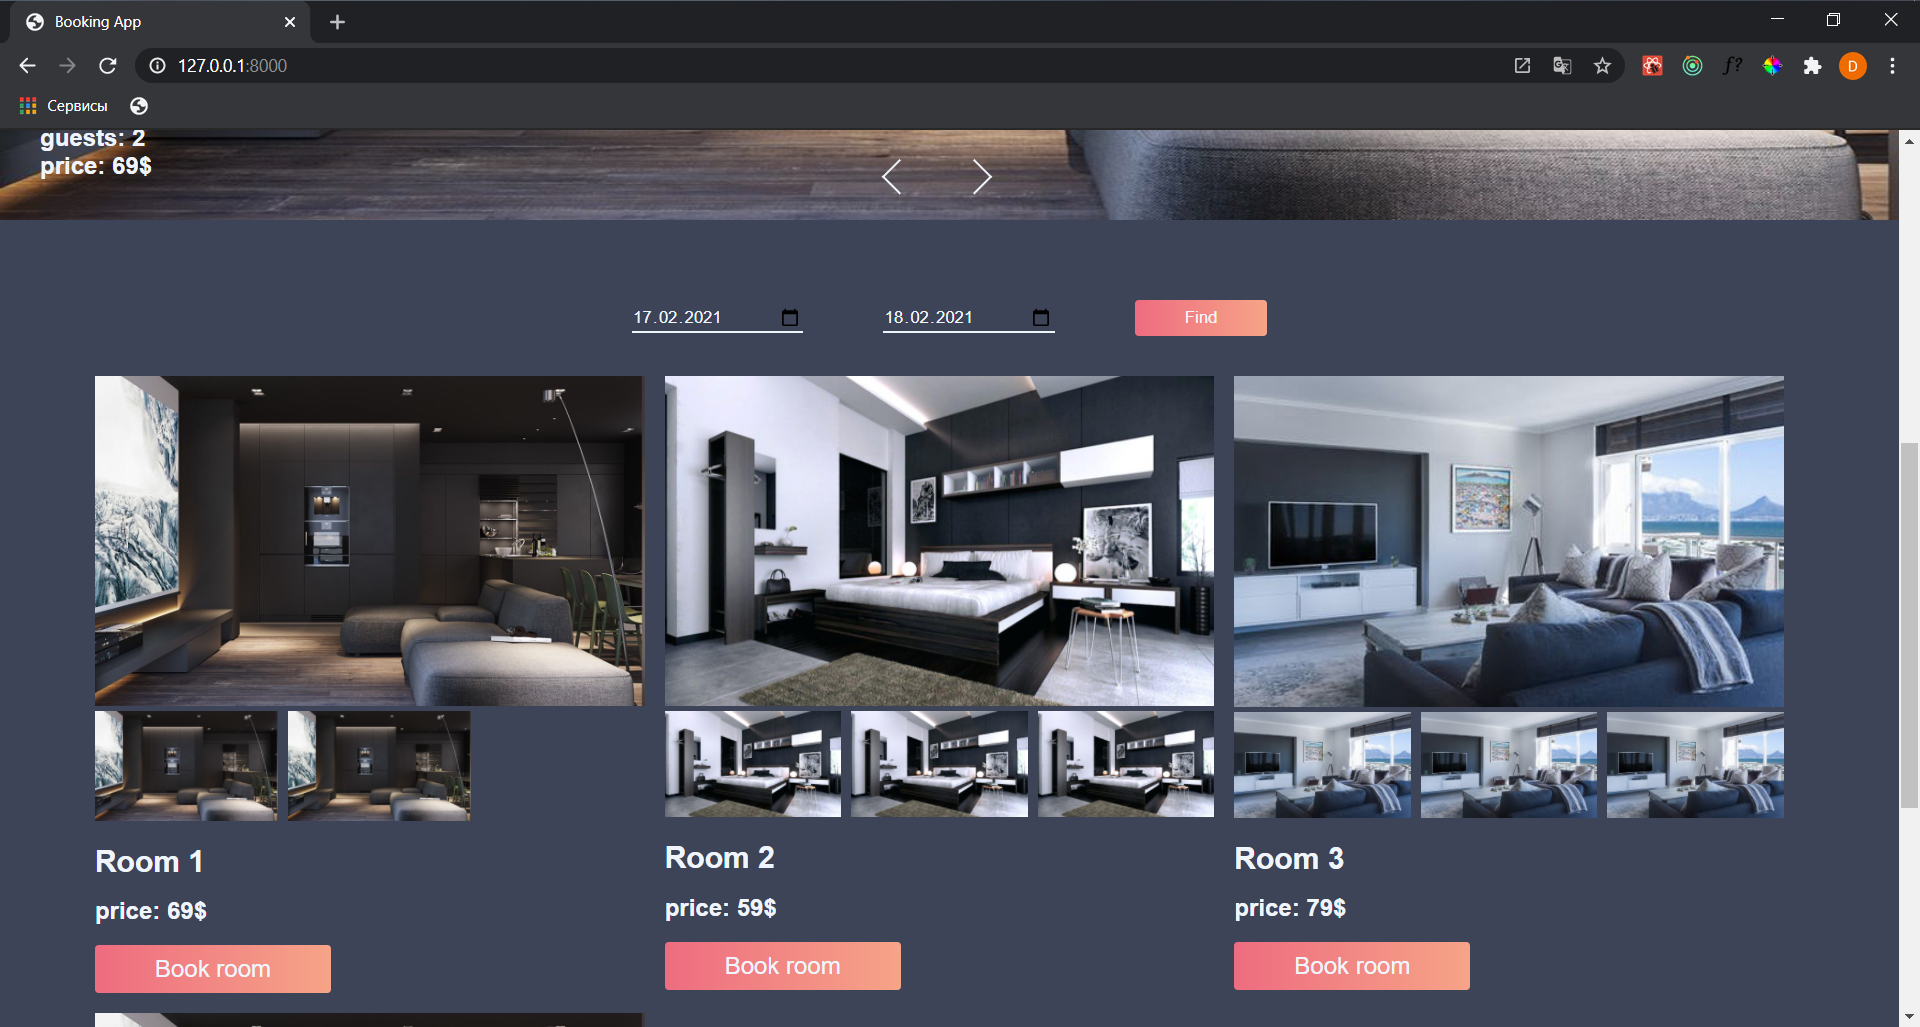 Booking App
127.0.0.1:8000
f?
D
Сервисы
guests: 2
price: 69$
17.02.2021
18.02.2021
Find
Room 1
price: 69$
Book room
Room 2
price: 59$
Book room
Room 3
price: 79$
Book room